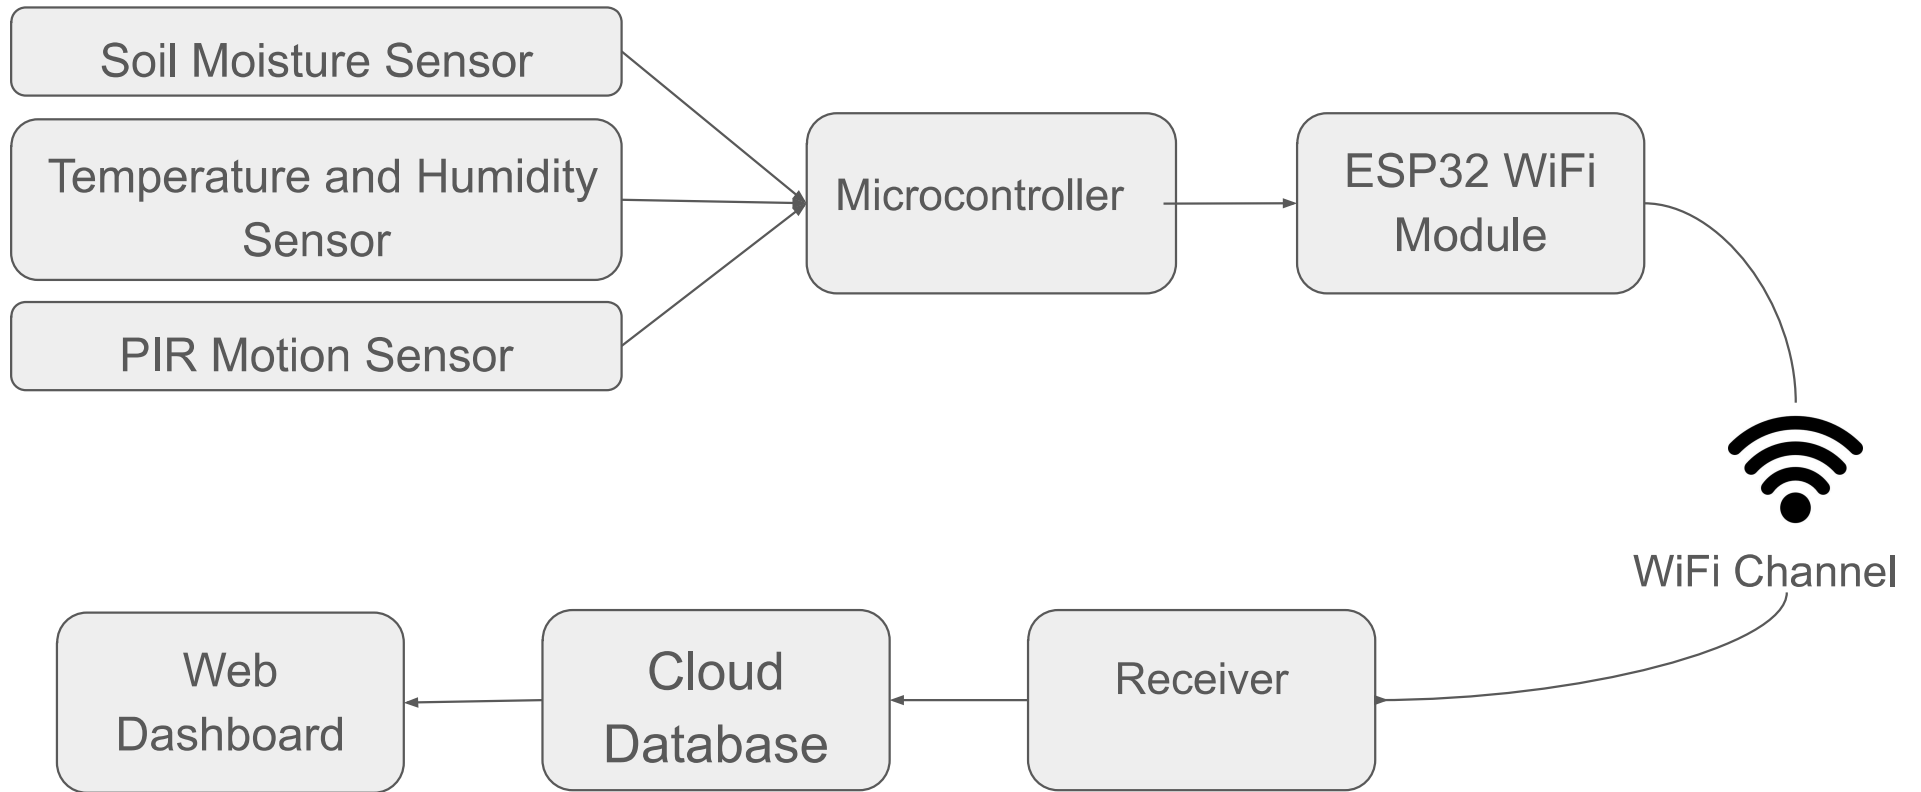 Soil Moisture Sensor
Temperature and Humidity
Sensor
PIR Motion Sensor
Microcontroller
ESP32 WiFi
Module
WiFi Channel
Receiver
Cloud
Database
Web
Dashboard